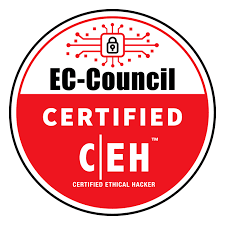 EC-Council
CERTIFIED
C|EH™
CERTIFIED ETHICAL HACKER